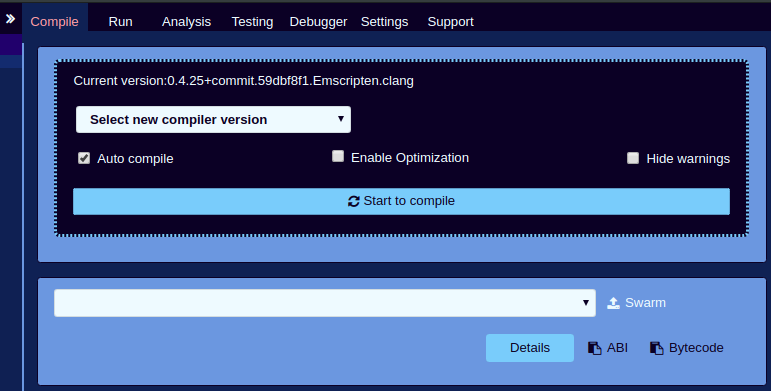 Compile Run Analysis Testing Debugger Settings Support
Current version:0.4.25+commit.59dbf8f1.Emscripten.clang
Select new compiler version
Auto compile Enable Optimization Hide warnings
Start to compile
Swarm
Details ABI Bytecode